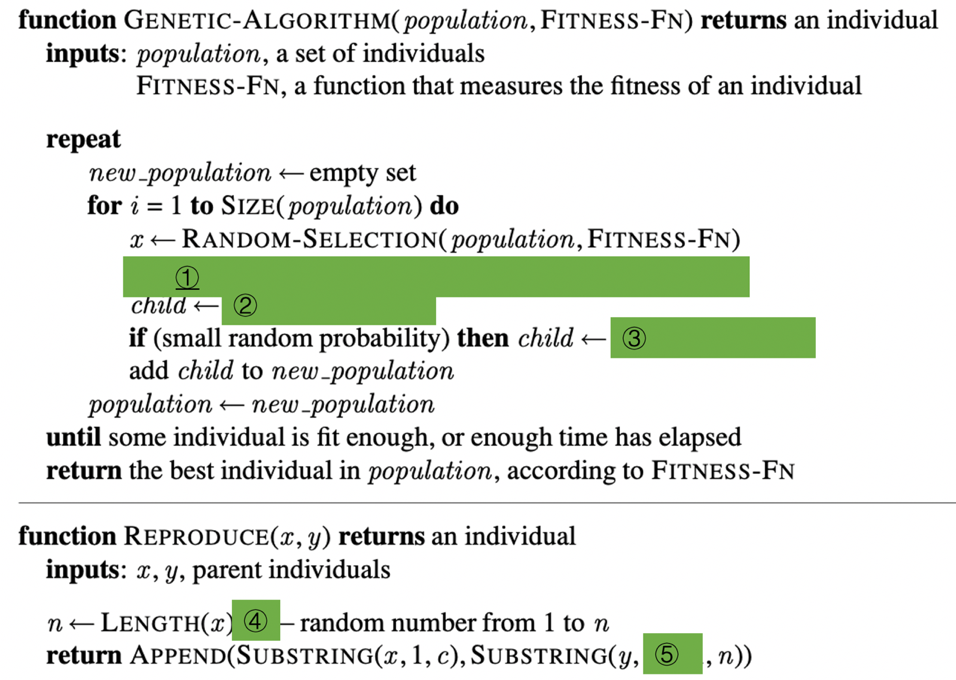 function GENETIC-ALGORITHM(population, FITNESS-FN) returns an individual
inputs: population, a set of individuals
FITNESS-FN, a function that measures the fitness of an individual
repeat
new_population ← empty set
for i = 1 to SIZE(population) do
x ← RANDOM-SELECTION(population, FITNESS-FN)
①
child ← ②
if (small random probability) then child ← ③
add child to new_population
population ← new_population
until some individual is fit enough, or enough time has elapsed
return the best individual in population, according to FITNESS-FN
function REPRODUCE(x, y) returns an individual
inputs: x, y, parent individuals
n ← LENGTH(x) ④ – random number from 1 to n
return APPEND(SUBSTRING(x, 1, c), SUBSTRING(y, ⑤ , n))